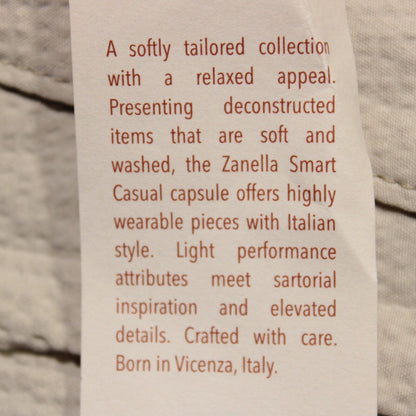 A softly tailored collection
with a relaxed appeal.
Presenting deconstructed
items that are soft and
washed, the Zanella Smart
Casual capsule offers highly
wearable pieces with Italian
style. Light performance
attributes meet sartorial
inspiration and elevated
details. Crafted with care.
Born in Vicenza, Italy.